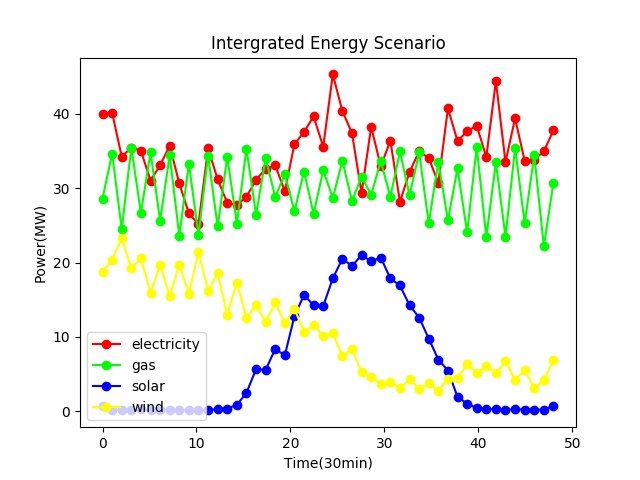 Intergrated Energy Scenario
Power(MW)
40
30
20
10
0
electricity
gas
solar
wind
0 10 20 30 40 50
Time(30min)